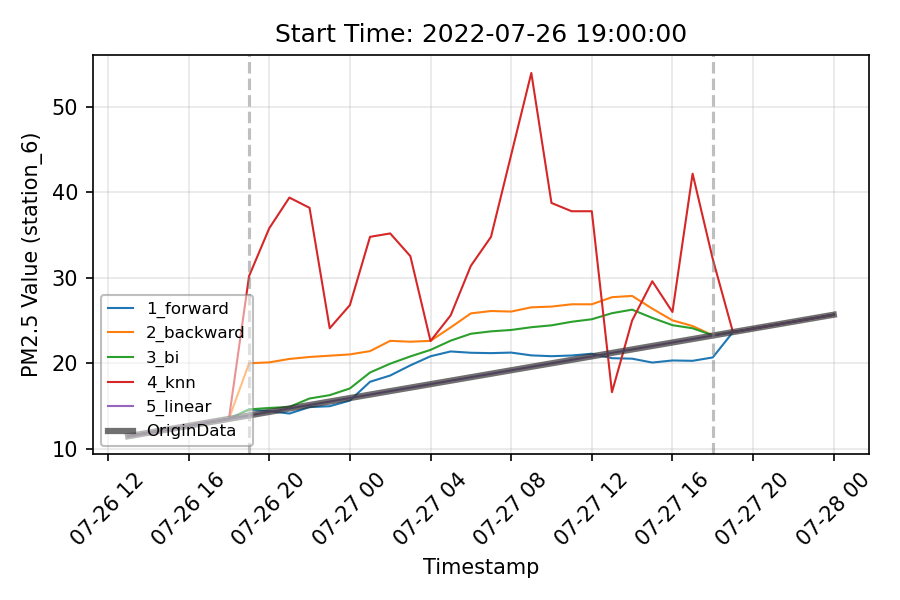 Start Time: 2022-07-26 19:00:00
PM2.5 Value (station_6)
50
40
30
20
10
1_forward
2_backward
3_bi
4_knn
5_linear
OriginData
07-26 12
07-26 16
07-26 20
07-27 00
07-27 04
07-27 08
07-27 12
07-27 16
07-27 20
07-28 00
Timestamp